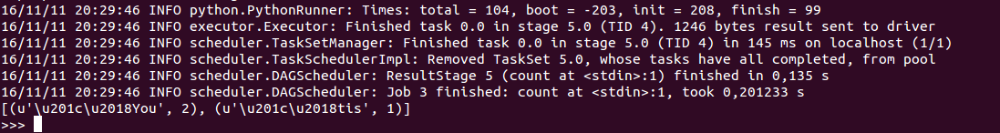 16/11/11 20:29:46 INFO python.PythonRunner: Times: total = 104, boot = -203, init = 208, finish = 99
16/11/11 20:29:46 INFO executor.Executor: Finished task 0.0 in stage 5.0 (TID 4). 1246 bytes result sent to driver
16/11/11 20:29:46 INFO scheduler.TaskSetManager: Finished task 0.0 in stage 5.0 (TID 4) in 145 ms on localhost (1/1)
16/11/11 20:29:46 INFO scheduler.TaskSchedulerImpl: Removed TaskSet 5.0, whose tasks have all completed, from pool
16/11/11 20:29:46 INFO scheduler.DAGScheduler: ResultStage 5 (count at <stdin>:1) finished in 0,135 s
16/11/11 20:29:46 INFO scheduler.DAGScheduler: Job 3 finished: count at <stdin>:1, took 0,201233 s
[(u'\u201c\u2018You', 2), (u'\u201c\u2018tis', 1)]
>>>